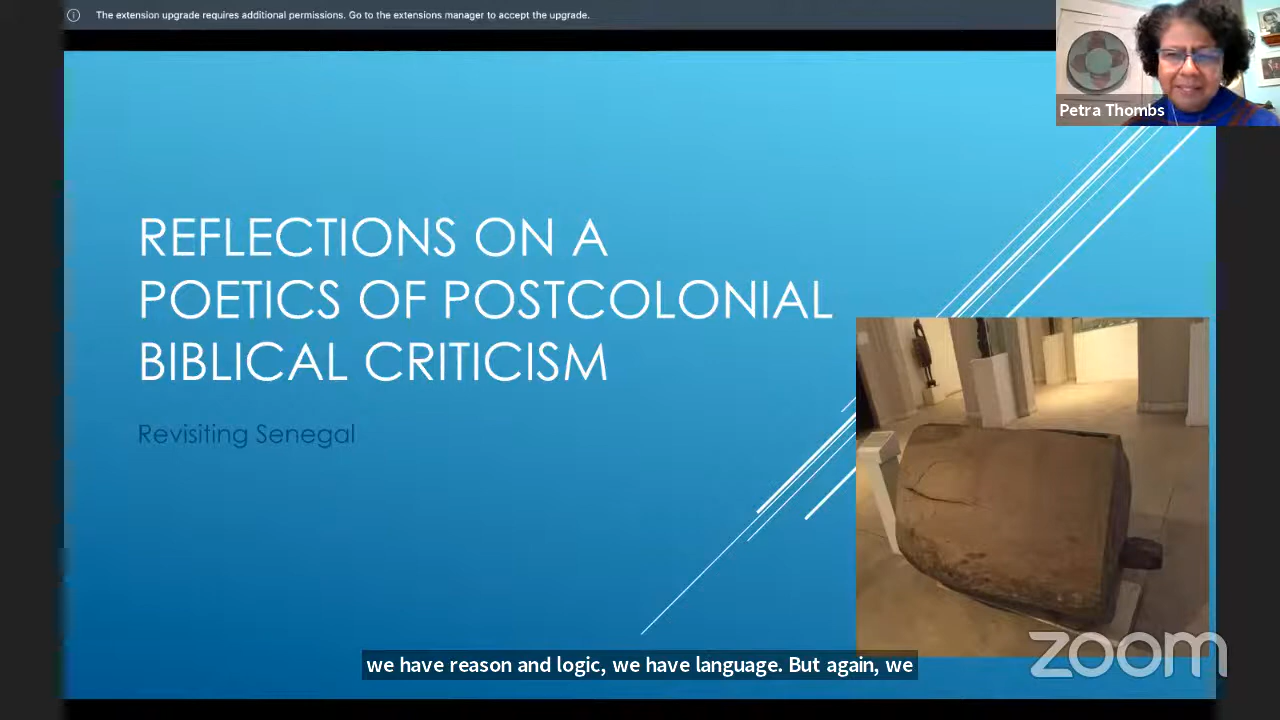 The extension upgrade requires additional permissions. Go to the extensions manager to accept the upgrade.
Petra Thombs
REFLECTIONS ON A
POETICS OF POSTCOLONIAL
BIBLICAL CRITICISM
Revisiting Senegal
zoom
we have reason and logic, we have language. But again, we